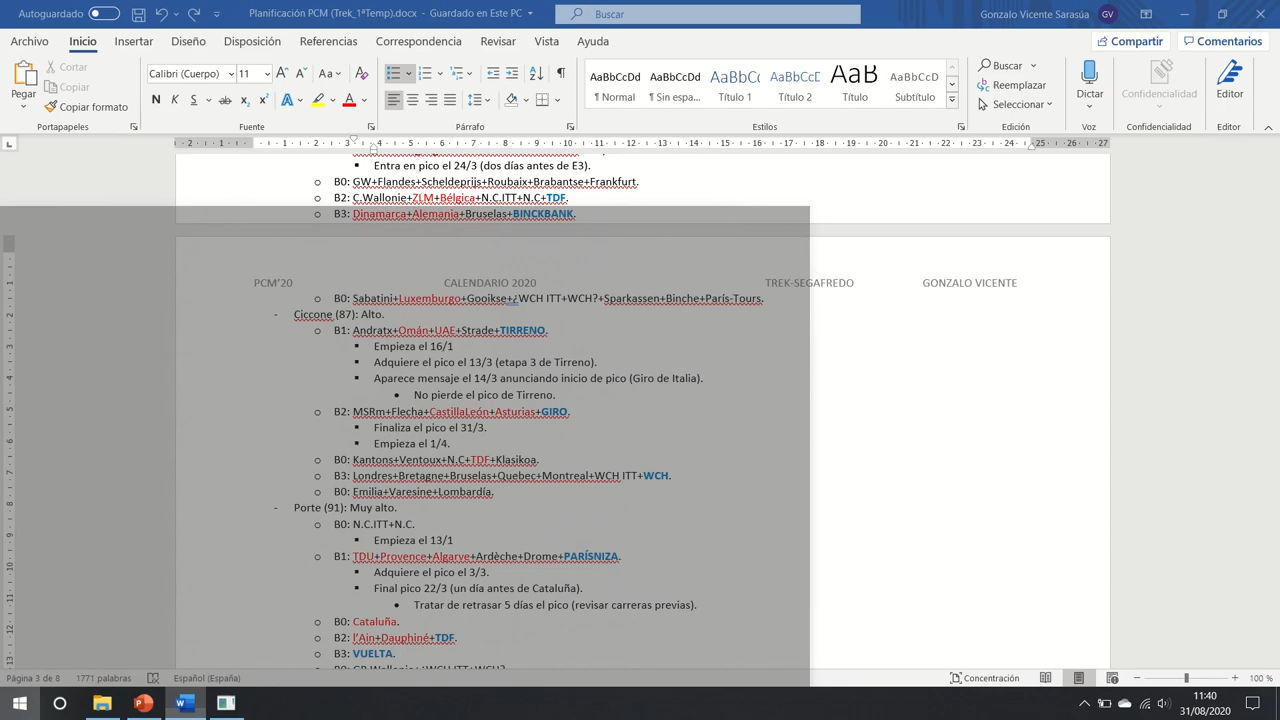 Autoguardado
Planificación PCM (Trek_1ªTemp).docx - Guardado en Este PC
Buscar
Gonzalo Vicente Sarasúa GV
Archivo Inicio Insertar Diseño Disposición Referencias Correspondencia Revisar Vista Ayuda Compartir Comentarios
Pegar
Cortar
Copiar
Copiar formato
Portapapeles
Calibri (Cuerpo) 11
N K S
Fuente
Párrafo
AaBbCcDd ¶ Normal
AaBbCcDd ¶ Sin espa...
AaBbC Título 1
AaBbCcC Título 2
AaB Título
AaBbCcD Subtítulo
Estilos
Buscar
Reemplazar
Seleccionar
Edición
Dictar
Voz
Confidencialidad
Confidencialidad
Editor
Editor
▪ Entra en pico el 24/3 (dos días antes de E3).
o B0: GW+Flandes+Scheldeprijs+Roubaix+Brabantse+Frankfurt.
o B2: C.Wallonie+ZLM+Bélgica+N.C.ITT+N.C+TDF.
o B3: Dinamarca+Alemania+Bruselas+BINCKBANK.
PCM'20 CALENDARIO 2020 TREK-SEGAFREDO GONZALO VICENTE
o B0: Sabatini+Luxemburgo+Gooikse+¿WCH ITT+WCH?+Sparkassen+Binche+París-Tours.
- Ciccone (87): Alto.
o B1: Andratx+Omán+UAE+Strade+TIRRENO.
▪ Empieza el 16/1
▪ Adquiere el pico el 13/3 (etapa 3 de Tirreno).
▪ Aparece mensaje el 14/3 anunciando inicio de pico (Giro de Italia).
• No pierde el pico de Tirreno.
o B2: MSRm+Flecha+CastillaLeón+Asturias+GIRO.
▪ Finaliza el pico el 31/3.
▪ Empieza el 1/4.
o B0: Kantons+Ventoux+N.C+TDF+Klasikoa.
o B3: Londres+Bretagne+Bruselas+Quebec+Montreal+WCH ITT+WCH.
o B0: Emilia+Varesine+Lombardía.
- Porte (91): Muy alto.
o B0: N.C.ITT+N.C.
▪ Empieza el 13/1
o B1: TDU+Provence+Algarve+Ardèche+Drome+PARÍSNIZA.
▪ Adquiere el pico el 3/3.
▪ Final pico 22/3 (un día antes de Cataluña).
• Tratar de retrasar 5 días el pico (revisar carreras previas).
o B0: Cataluña.
o B2: l'Ain+Dauphiné+TDF.
o B3: VUELTA.
o B0: GP.Wallonie+¿WCH ITT+WCH?
Página 3 de 8 1771 palabras Español (España) Concentración 100 %
11:40
31/08/2020